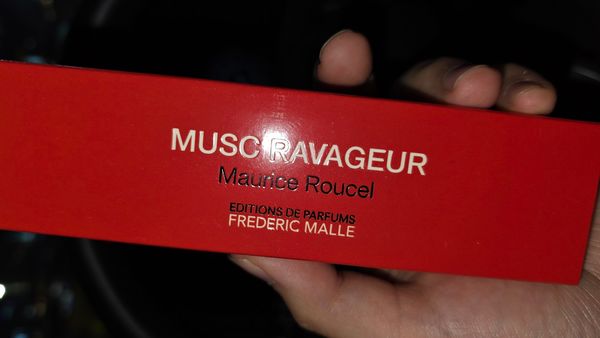 MUSC RAVAGEUR
Maurice Roucel
EDITIONS DE PARFUMS
FREDERIC MALLE